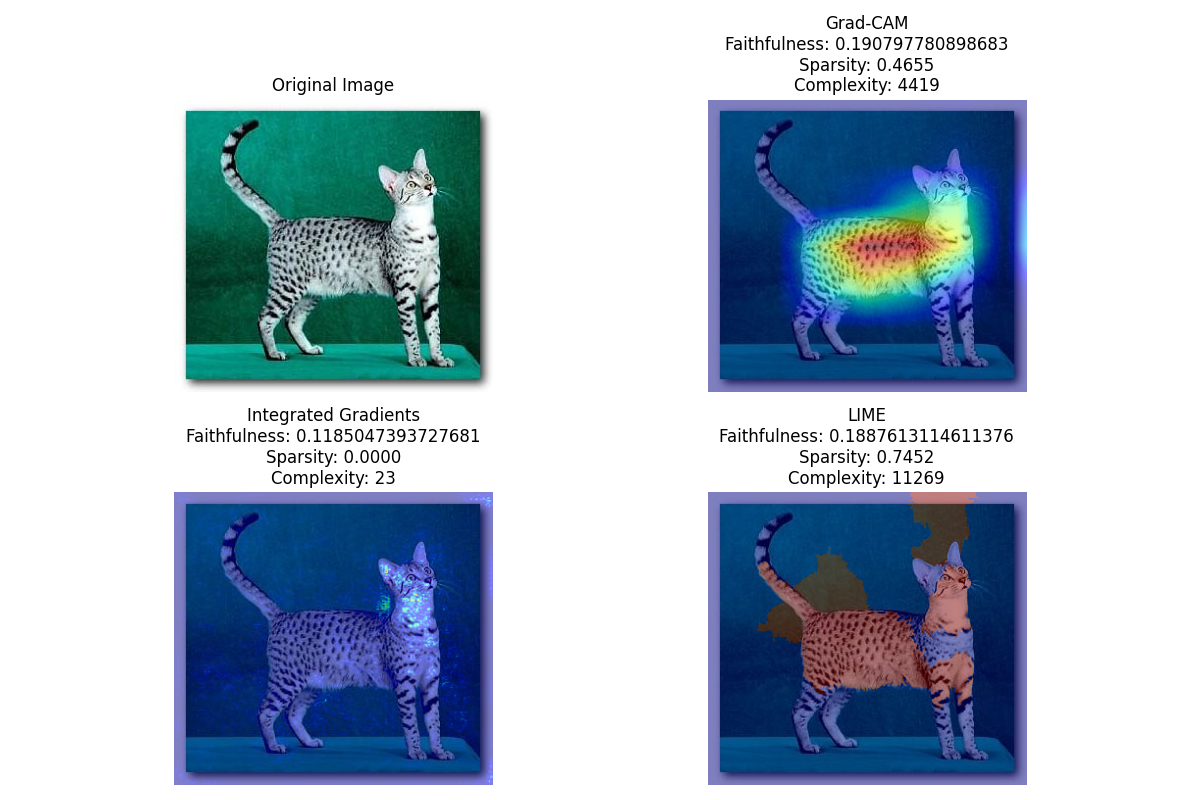 Original Image
Grad-CAM
Faithfulness: 0.190797780898683
Sparsity: 0.4655
Complexity: 4419
Integrated Gradients
Faithfulness: 0.1185047393727681
Sparsity: 0.0000
Complexity: 23
LIME
Faithfulness: 0.1887613114611376
Sparsity: 0.7452
Complexity: 11269